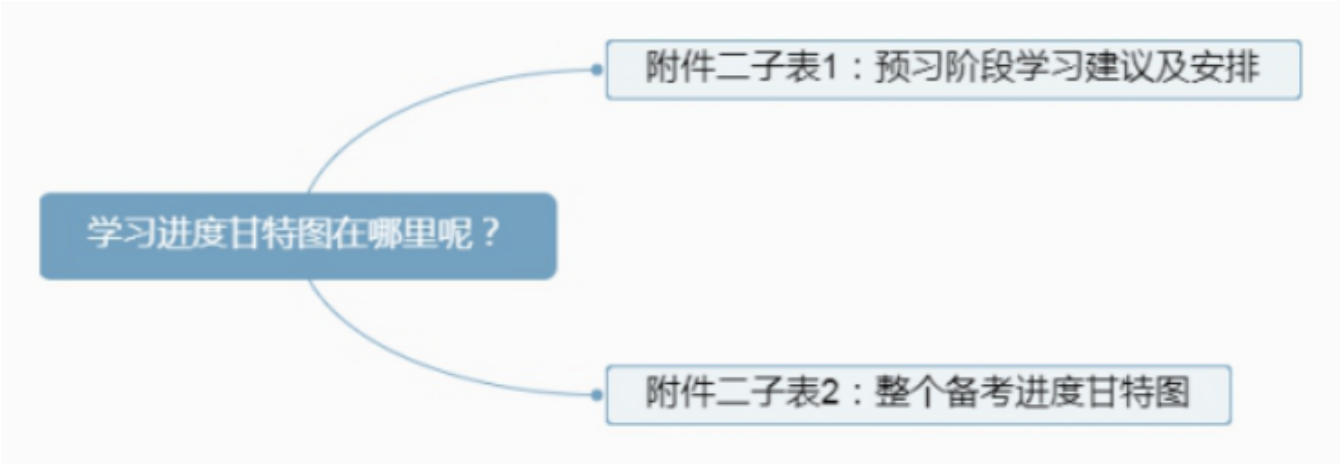 附件二子表1：预习阶段学习建议及安排
学习进度甘特图在哪里呢？
附件二子表2：整个备考进度甘特图